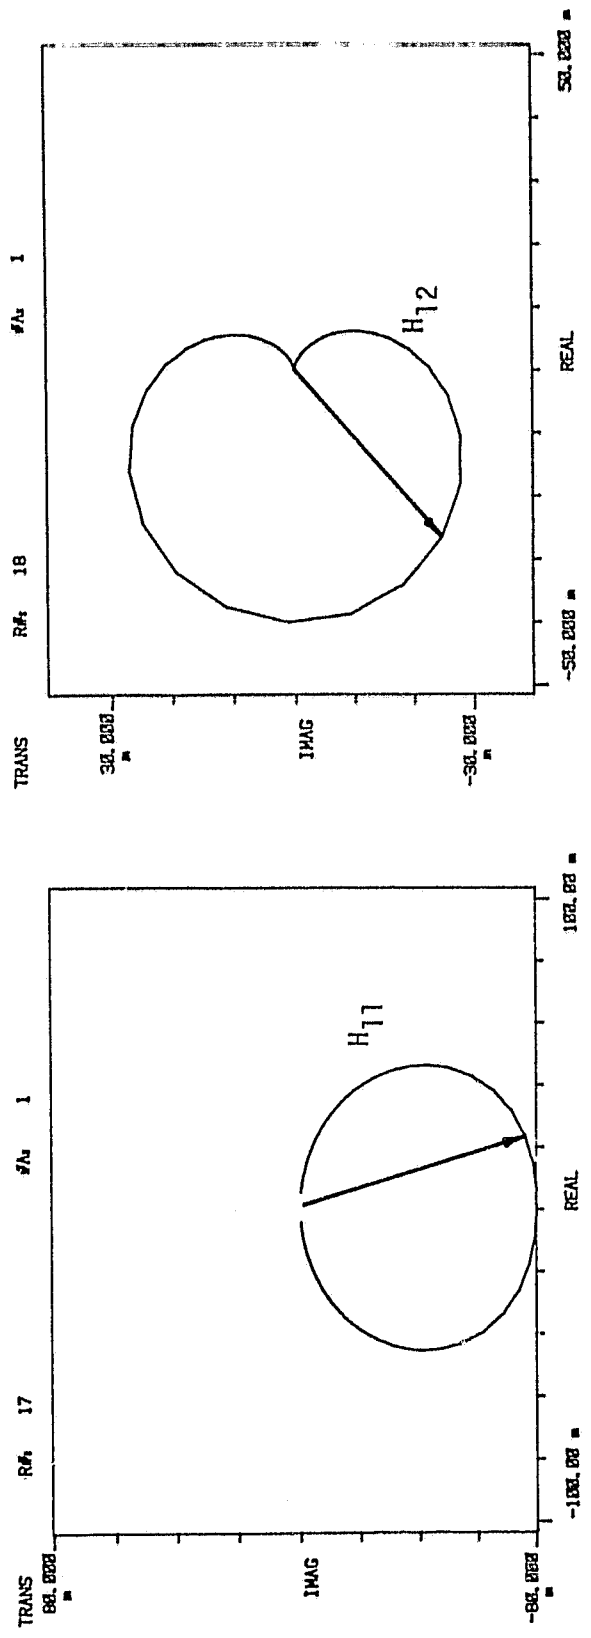 TRANS R#: 17 #A: 1
80.000
m
IMAG
-80.000
m
-100.00 m
REAL
100.00 m
H11
TRANS R#: 18 #A: 1
30.000
m
IMAG
-30.000
m
-50.000 m
REAL
50.000 m
H12